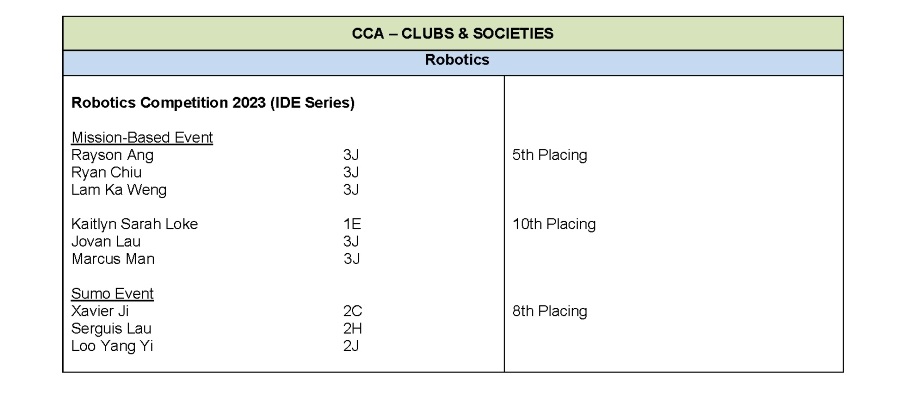 CCA – CLUBS & SOCIETIES
Robotics
Robotics Competition 2023 (IDE Series)
Mission-Based Event
Rayson Ang 3J 5th Placing
Ryan Chiu 3J
Lam Ka Weng 3J
Kaitlyn Sarah Loke 1E 10th Placing
Jovan Lau 3J
Marcus Man 3J
Sumo Event
Xavier Ji 2C 8th Placing
Serguis Lau 2H
Loo Yang Yi 2J